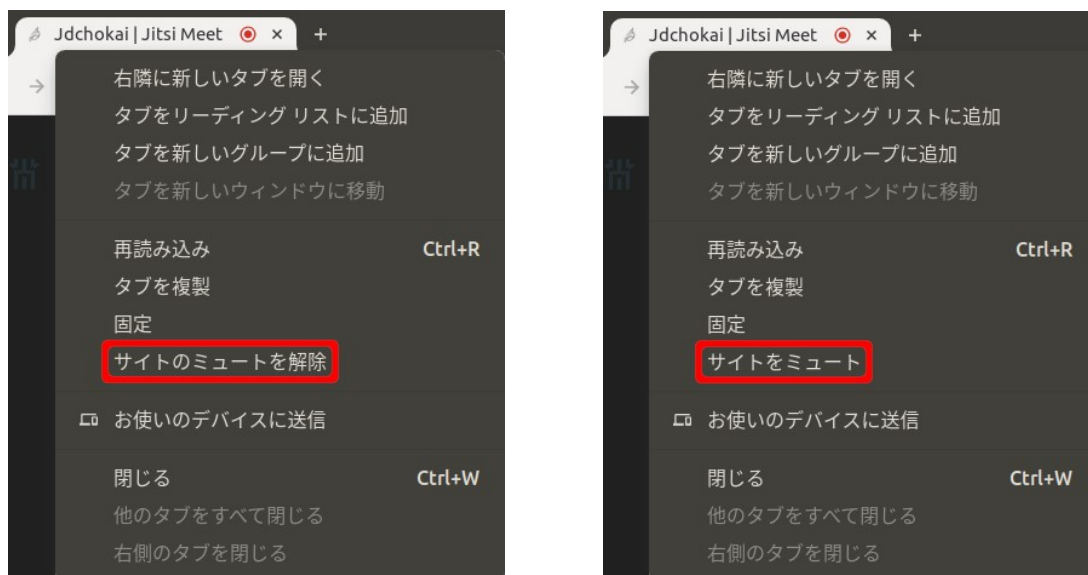 Jdchokai | Jitsi Meet
右隣に新しいタブを開く
タブをリーディング リストに追加
タブを新しいグループに追加
タブを新しいウィンドウに移動
再読み込み Ctrl+R
タブを複製
固定
サイトのミュートを解除
お使いのデバイスに送信
閉じる Ctrl+W
他のタブをすべて閉じる
右側のタブを閉じる
Jdchokai | Jitsi Meet
右隣に新しいタブを開く
タブをリーディング リストに追加
タブを新しいグループに追加
タブを新しいウィンドウに移動
再読み込み Ctrl+R
タブを複製
固定
サイトをミュート
お使いのデバイスに送信
閉じる Ctrl+W
他のタブをすべて閉じる
右側のタブを閉じる